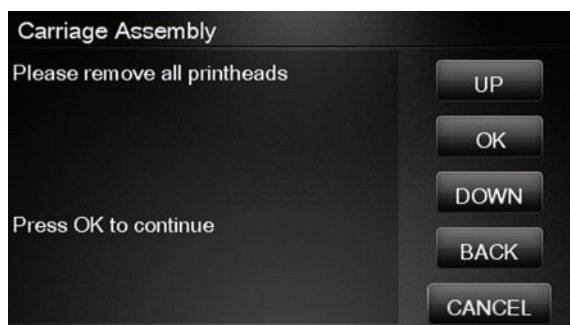 Carriage Assembly
Please remove all printheads
Press OK to continue
UP
OK
DOWN
BACK
CANCEL